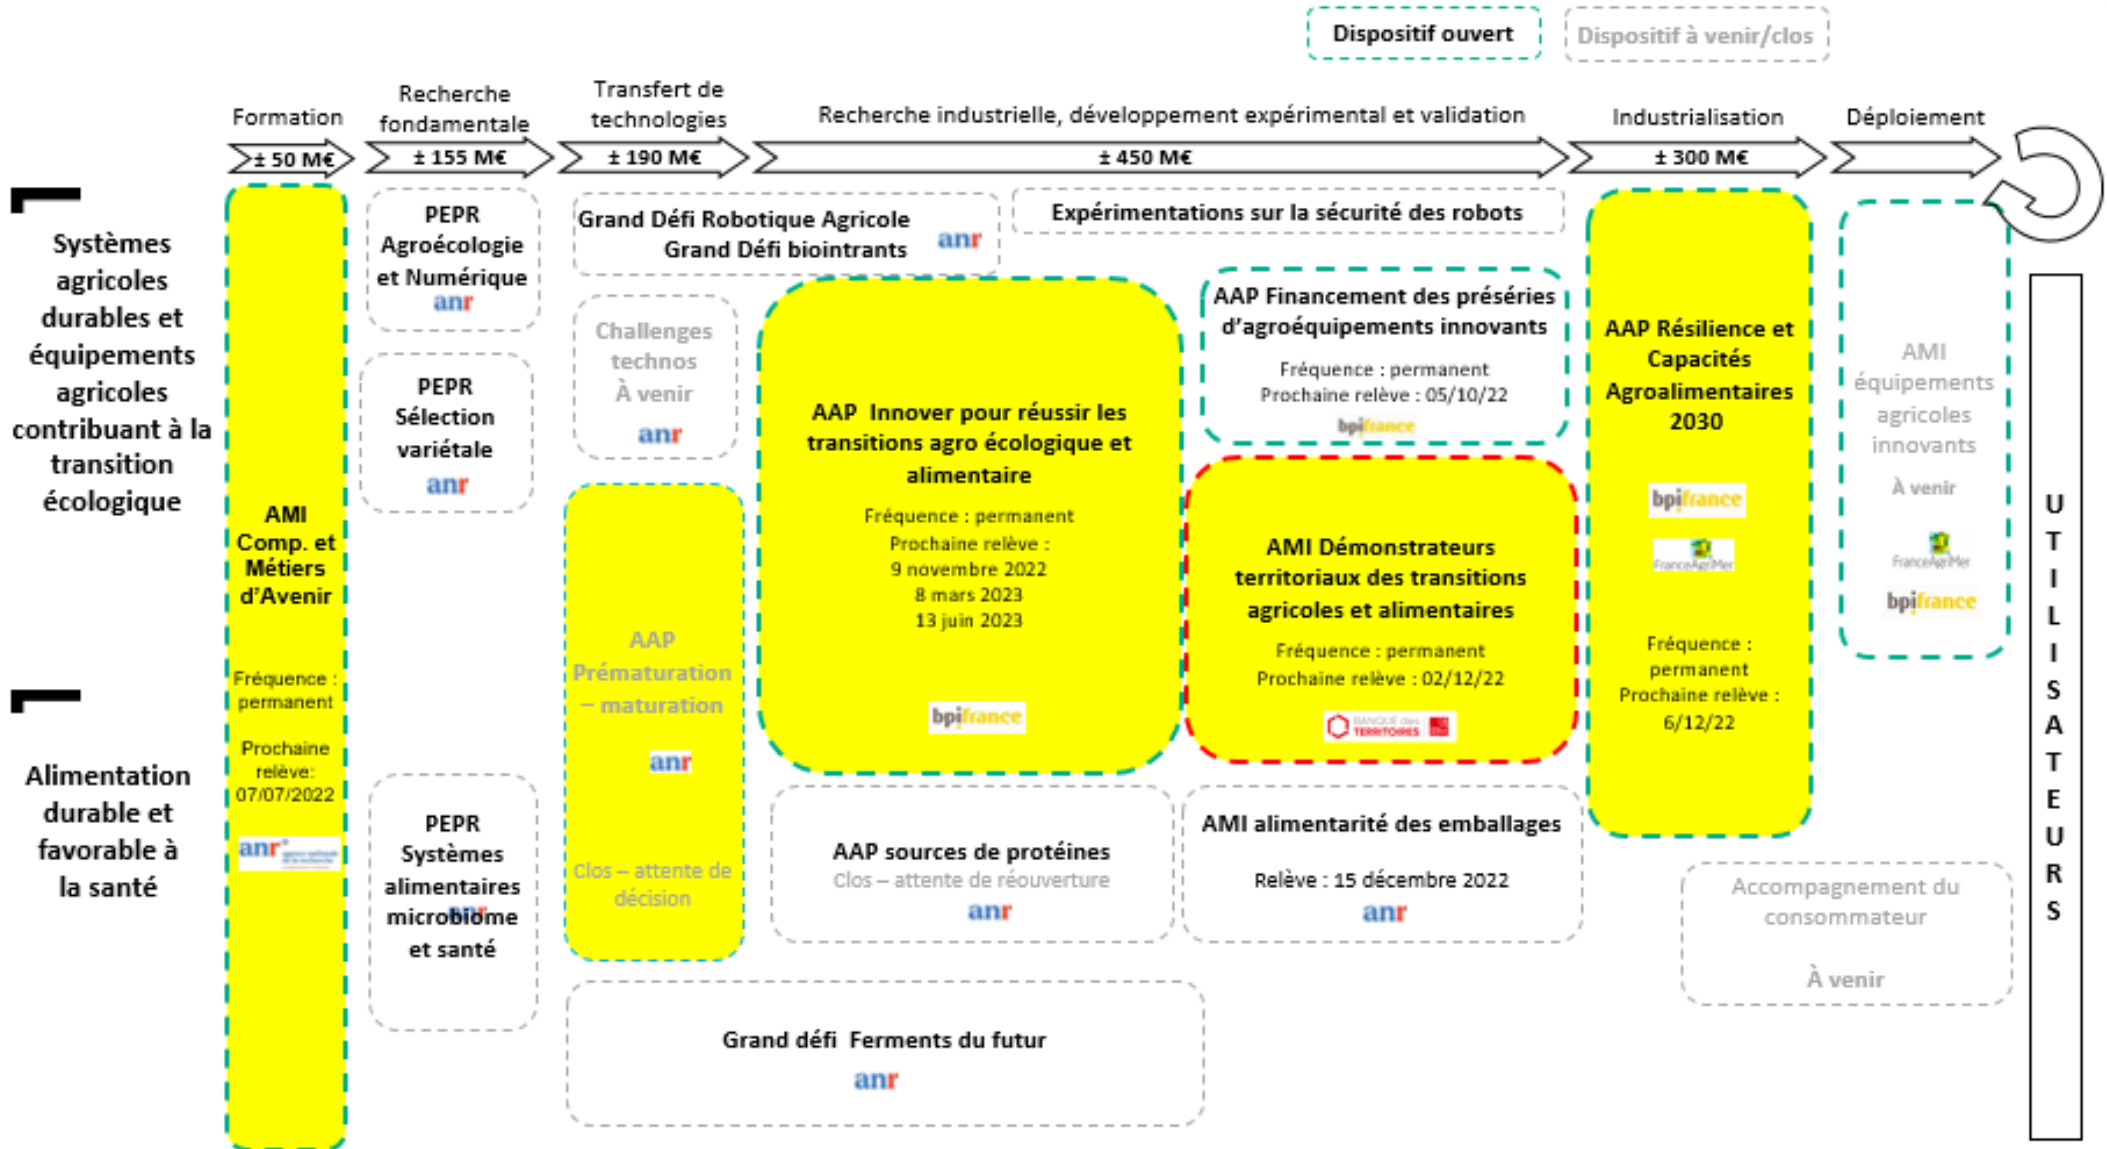 Dispositif ouvert
Dispositif à venir/clos
Formation
± 50 M€
Recherche
fondamentale
± 155 M€
Transfert de
technologies
± 190 M€
Recherche industrielle, développement expérimental et validation
± 450 M€
Industrialisation
± 300 M€
Déploiement
Systèmes
agricoles
durables et
équipements
agricoles
contribuant à la
transition
écologique
Alimentation
durable et
favorable à
la santé
AMI
Comp. et
Métiers
d'Avenir
Fréquence :
permanent
Prochaine
relève:
07/07/2022
anr
PEPR
Agroécologie
et Numérique
anr
PEPR
Sélection
variétale
anr
PEPR
Systèmes
alimentaires
microbiome
anr
et santé
Grand Défi Robotique Agricole
Grand Défi biointrants
anr
Challenges
technos
À venir
anr
AAP
Prématuration
– maturation
anr
Clos – attente de
décision
Expérimentations sur la sécurité des robots
AAP Innover pour réussir les
transitions agro écologique et
alimentaire
Fréquence : permanent
Prochaine relève :
9 novembre 2022
8 mars 2023
13 juin 2023
bpifrance
AAP Financement des préséries
d'agroéquipements innovants
Fréquence : permanent
Prochaine relève : 05/10/22
bpifrance
AMI Démonstrateurs
territoriaux des transitions
agricoles et alimentaires
Fréquence : permanent
Prochaine relève : 02/12/22
BANQUE des
TERRITOIRES
AAP sources de protéines
Clos – attente de réouverture
anr
AMI alimentarité des emballages
Relève : 15 décembre 2022
anr
Grand défi Ferments du futur
anr
AAP Résilience et
Capacités
Agroalimentaires
2030
bpifrance
FranceAgriMer
Fréquence :
permanent
Prochaine relève :
6/12/22
AMI
équipements
agricoles
innovants
À venir
FranceAgriMer
bpifrance
Accompagnement du
consommateur
À venir
U
T
I
L
I
S
A
T
E
U
R
S